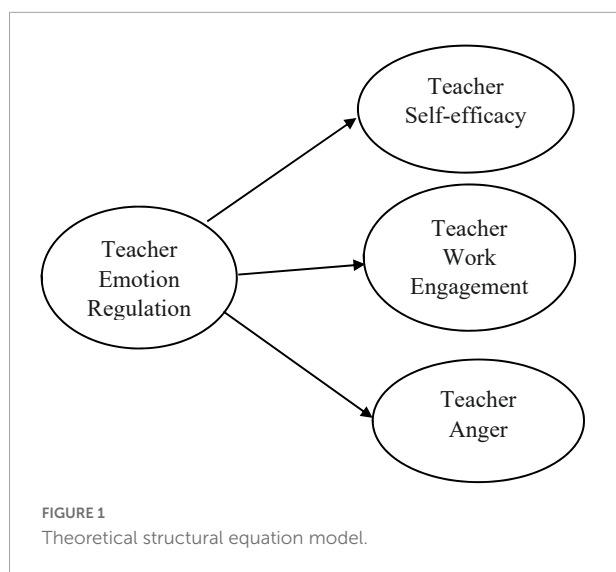 Teacher
Self-efficacy
Teacher
Emotion
Regulation
Teacher
Work
Engagement
Teacher
Anger
FIGURE 1
Theoretical structural equation model.